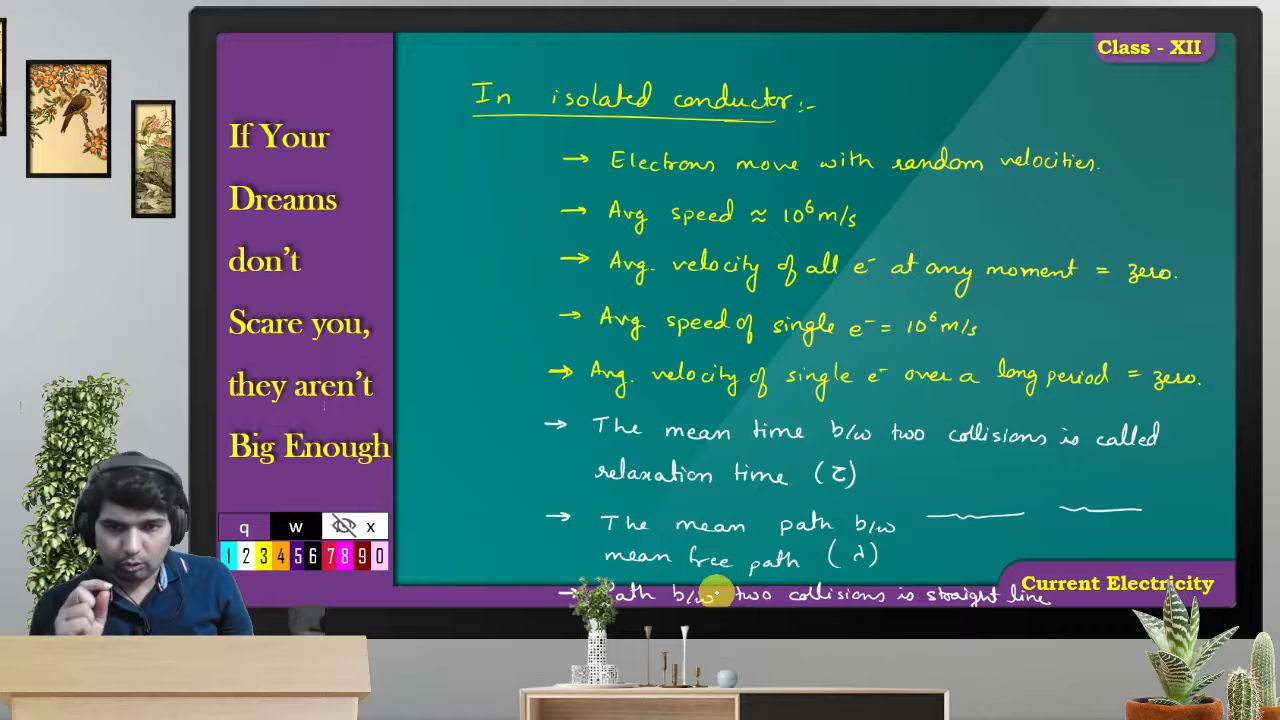 Class - XII
If Your
Dreams
don't
Scare you,
they aren't
Big Enough
q w x
1 2 3 4 5 6 7 8 9 0
In isolated conductor :-
→ Electrons move with random velocities.
→ Avg speed ≈ 10⁶ m/s
→ Avg. velocity of all e⁻ at any moment = zero.
→ Avg speed of single e⁻ = 10⁶ m/s
→ Avg. velocity of single e⁻ over a long period = zero.
→ The mean time b/w two collisions is called
relaxation time (τ)
→ The mean path b/w
mean free path (λ)
→ Path b/w two collisions is straight line
Current Electricity